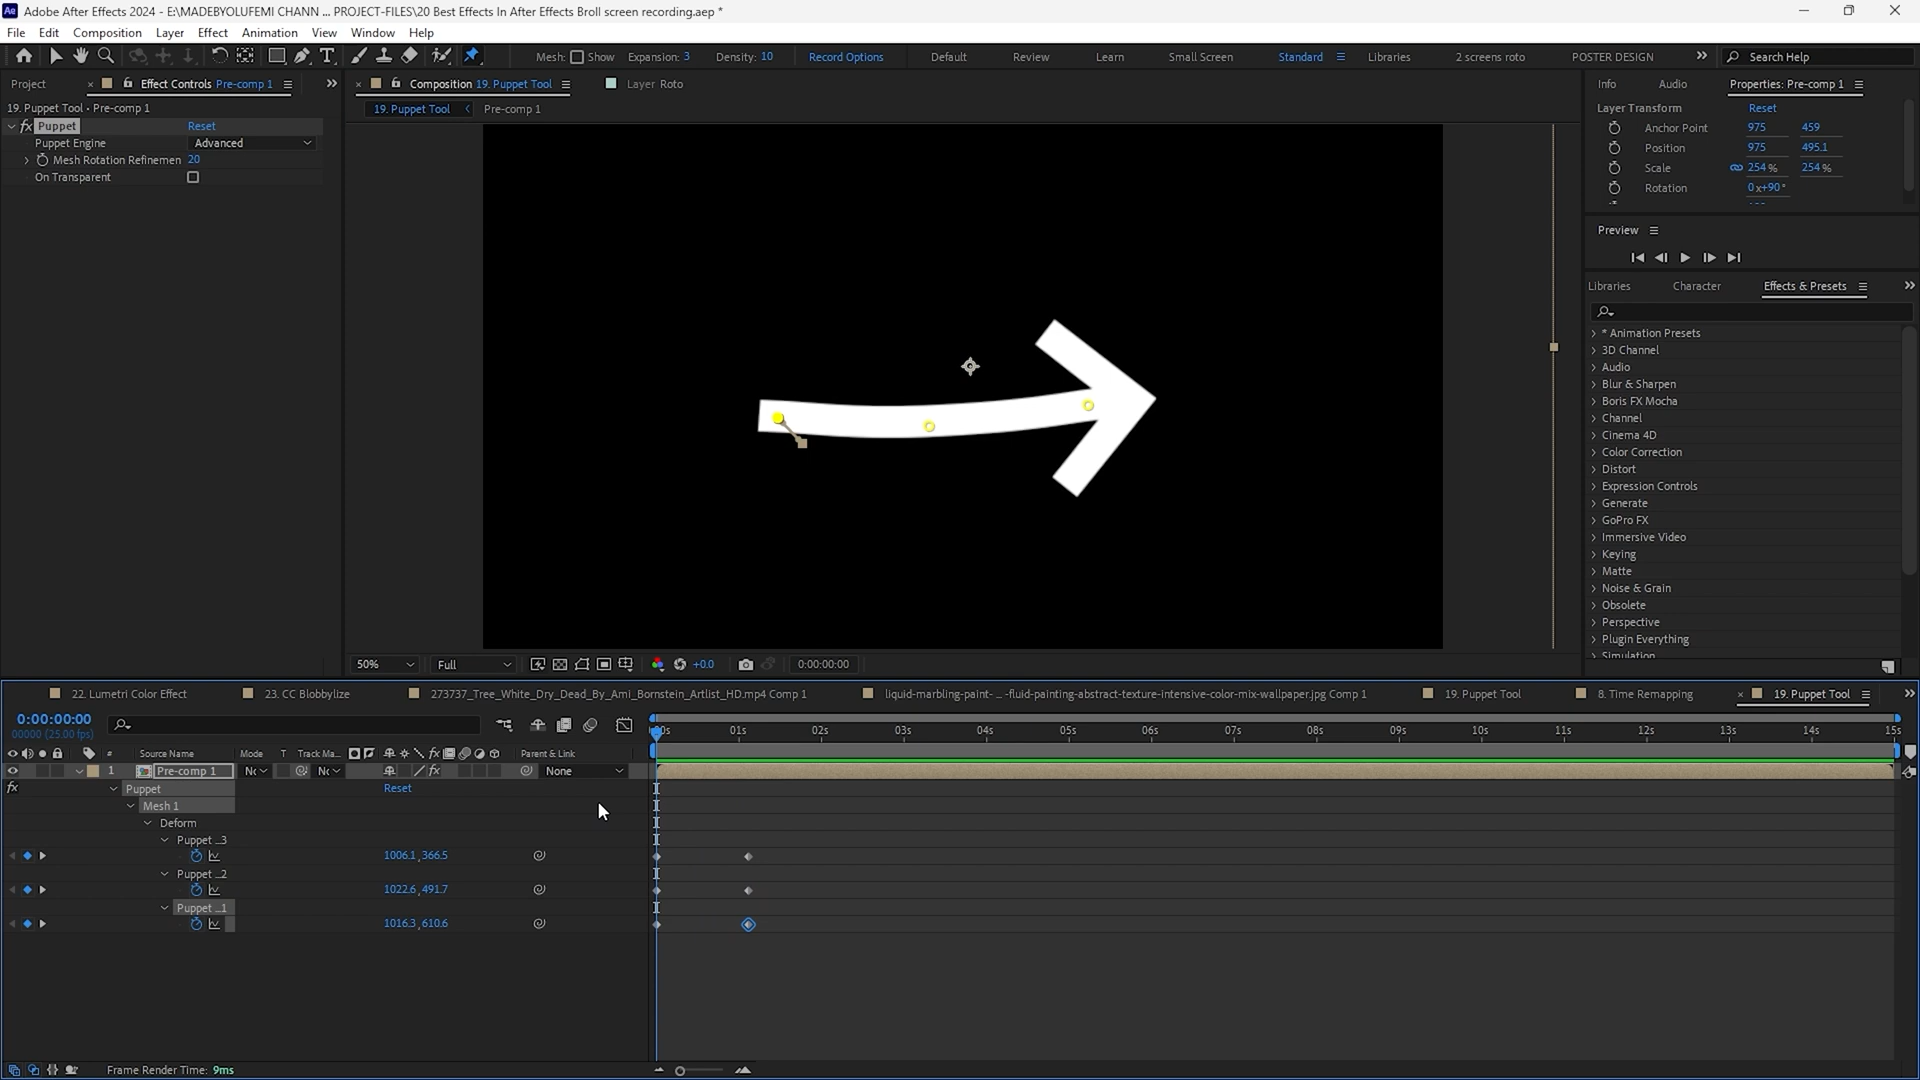 Adobe After Effects 2024 - E:\MADEBYOLUFEMI CHANN ... PROJECT-FILES\20 Best Effects In After Effects Broll screen recording.aep *
File Edit Composition Layer Effect Animation View Window Help
Mesh: Show Expansion: 3 Density: 10 Record Options Default Review Learn Small Screen Standard Libraries 2 screens roto POSTER DESIGN Search Help
Project Effect Controls Pre-comp 1
19. Puppet Tool • Pre-comp 1
fx Puppet Reset
Puppet Engine Advanced
Mesh Rotation Refinemen 20
On Transparent
Composition 19. Puppet Tool Layer Roto
19. Puppet Tool Pre-comp 1
50% Full +0.0 0:00:00:00
Info Audio Properties: Pre-comp 1
Layer Transform Reset
Anchor Point 975 459
Position 975 495.1
Scale 254 % 254 %
Rotation 0x+90°
Preview
Libraries Character Effects & Presets
* Animation Presets
3D Channel
Audio
Blur & Sharpen
Boris FX Mocha
Channel
Cinema 4D
Color Correction
Distort
Expression Controls
Generate
GoPro FX
Immersive Video
Keying
Matte
Noise & Grain
Obsolete
Perspective
Plugin Everything
Simulation
22. Lumetri Color Effect 23. CC Blobbylize 273737_Tree_White_Dry_Dead_By_Ami_Bornstein_Artlist_HD.mp4 Comp 1 liquid-marbling-paint- ... -fluid-painting-abstract-texture-intensive-color-mix-wallpaper.jpg Comp 1 19. Puppet Tool 8. Time Remapping 19. Puppet Tool
0:00:00:00
00000 (25.00 fps)
# Source Name Mode T Track Ma... Parent & Link
01s 02s 03s 04s 05s 06s 07s 08s 09s 10s 11s 12s 13s 14s 15s
1 Pre-comp 1 None
fx Puppet Reset
Mesh 1
Deform
Puppet ...3
1006.1,366.5
Puppet ...2
1022.6,491.7
Puppet ...1
1016.3,610.6
Frame Render Time: 9ms